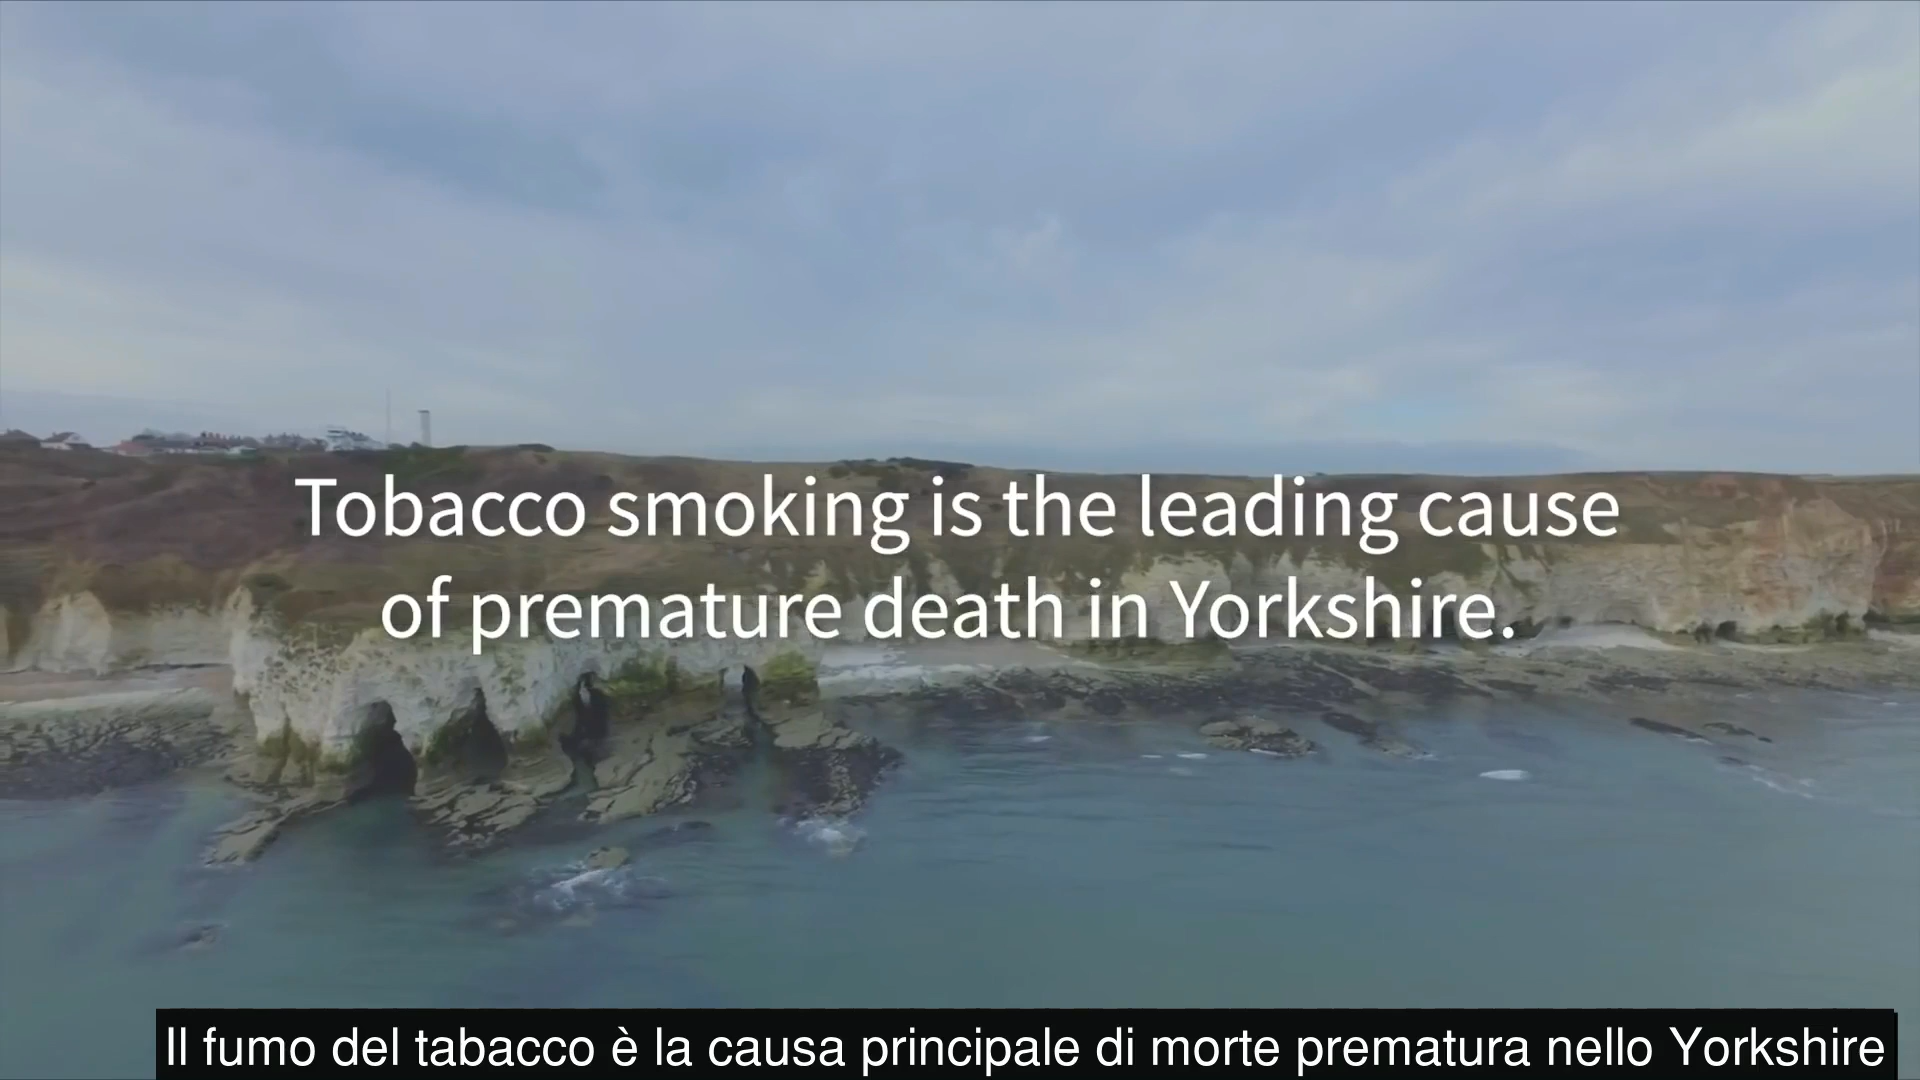 Tobacco smoking is the leading cause
of premature death in Yorkshire.
Il fumo del tabacco è la causa principale di morte prematura nello Yorkshire